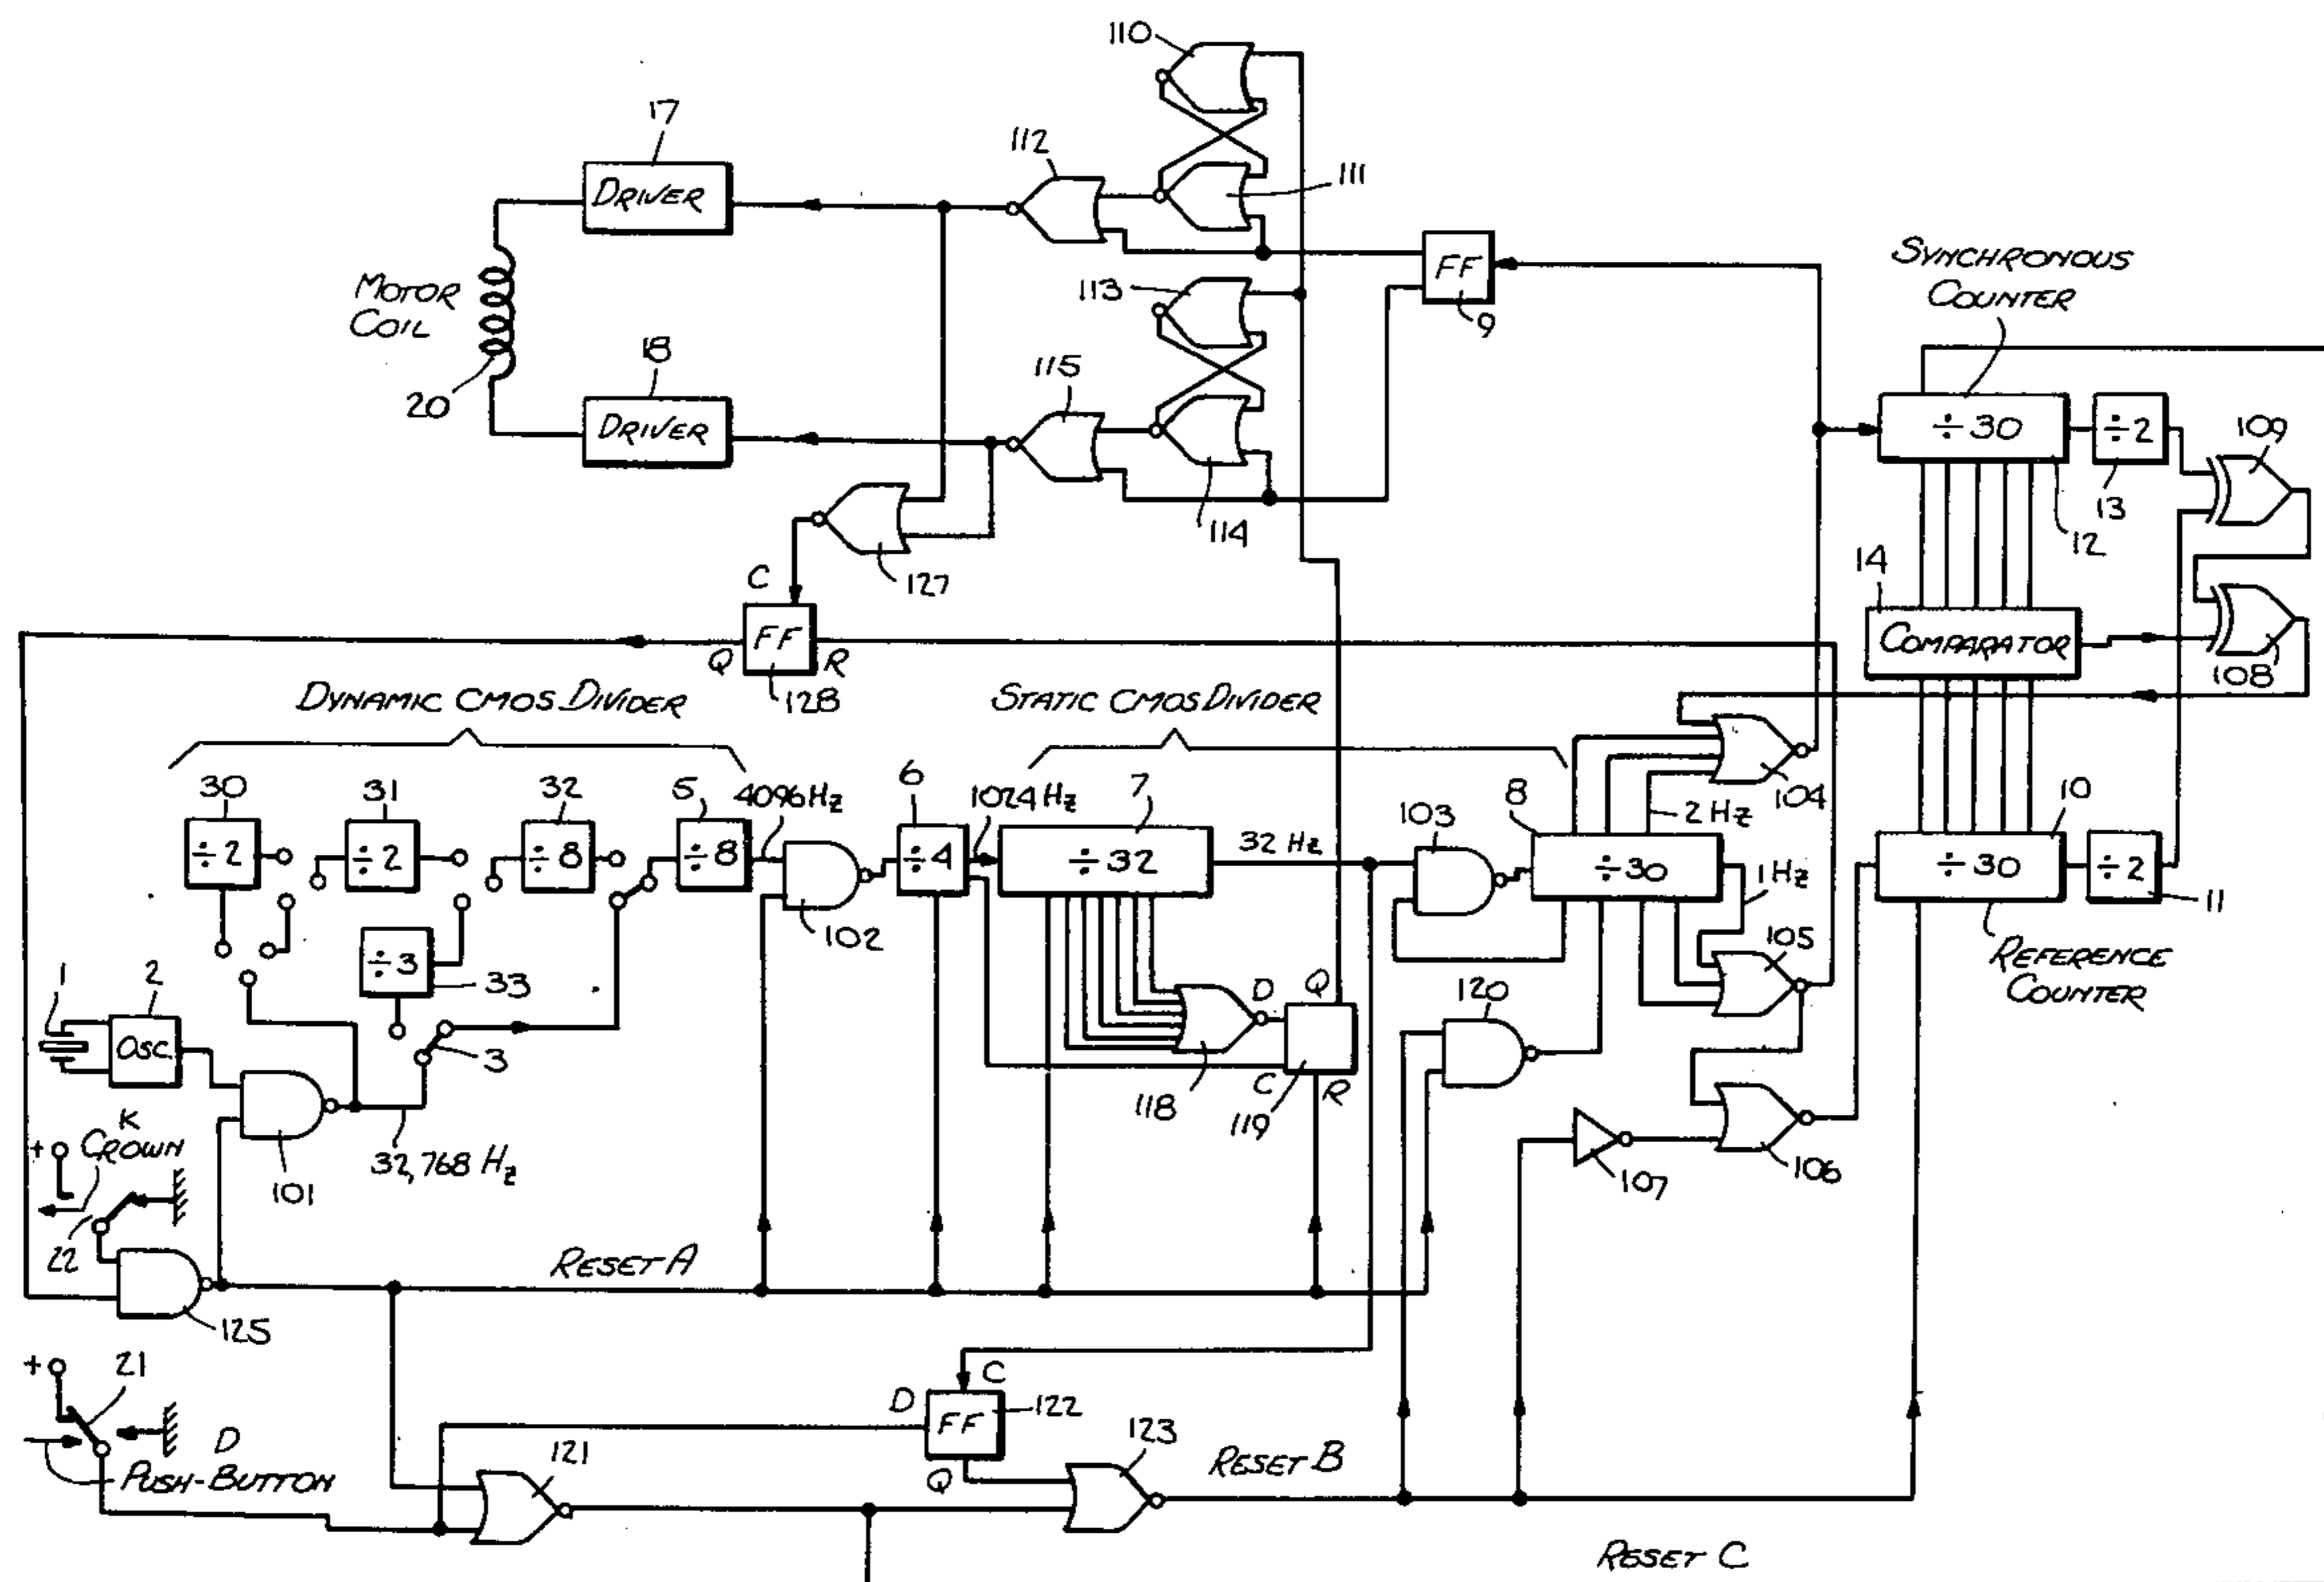 110
17
112
DRIVER
111
SYNCHRONOUS
COUNTER
MOTOR
COIL
FF
9
113
18
115
20
DRIVER
÷30
÷2
109
13
12
114
127
14
C
FF
Q
R
128
COMPARATOR
108
DYNAMIC CMOS DIVIDER
STATIC CMOS DIVIDER
30
31
32
5
4096 Hz
6
1024 Hz
7
8
2 Hz
104
10
÷2
÷2
÷8
÷8
÷4
÷32
32 Hz
103
÷30
1 Hz
÷30
÷2
11
102
÷3
33
105
REFERENCE
COUNTER
1
2
OSC.
3
D
Q
120
118
C
R
119
K
CROWN
+
101
32,768 Hz
107
106
22
RESET A
125
+
21
D
PUSH-BUTTON
D
C
FF
122
Q
121
123
RESET B
RESET C